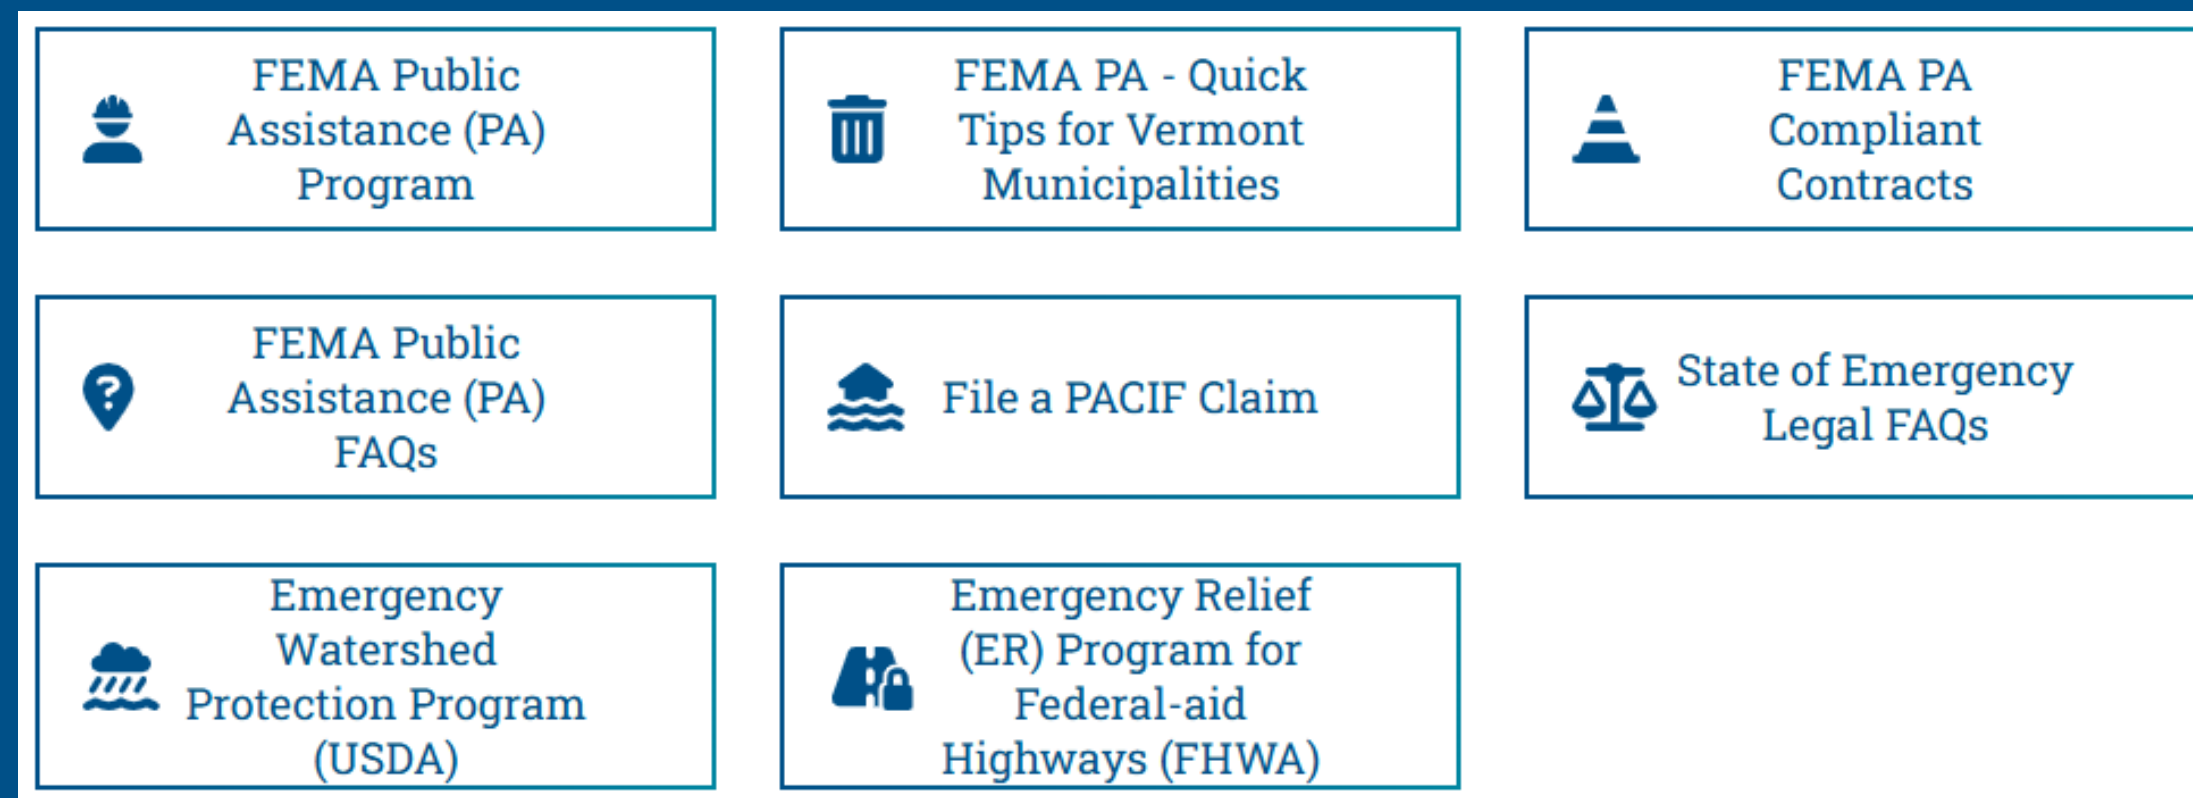 FEMA Public
Assistance (PA)
Program
FEMA PA - Quick
Tips for Vermont
Municipalities
FEMA PA
Compliant
Contracts
FEMA Public
Assistance (PA)
FAQs
File a PACIF Claim
State of Emergency
Legal FAQs
Emergency
Watershed
Protection Program
(USDA)
Emergency Relief
(ER) Program for
Federal-aid
Highways (FHWA)